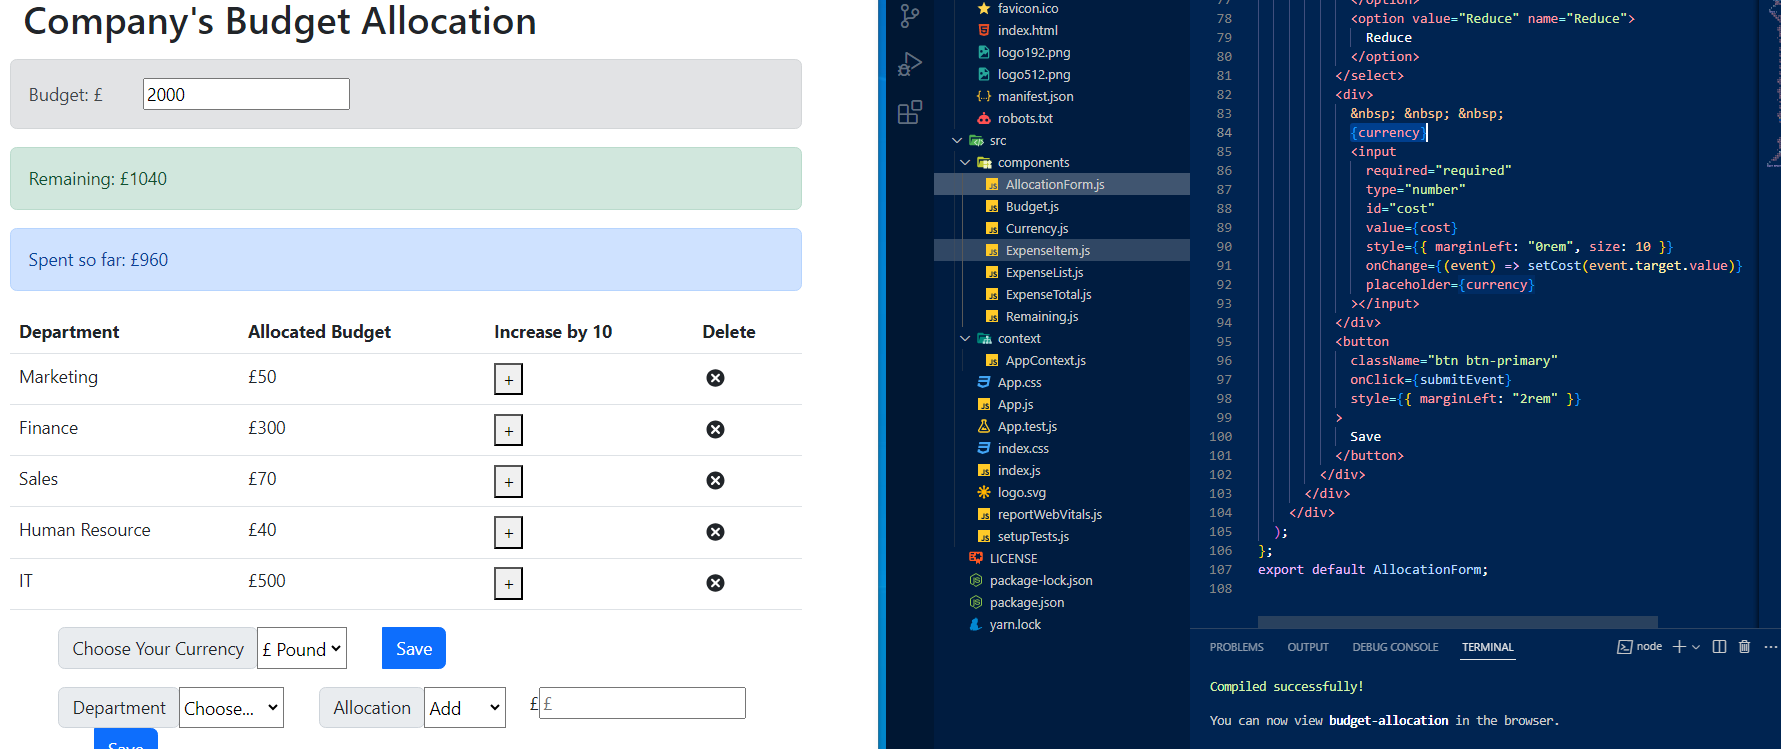 Company's Budget Allocation
Budget: £ 2000
Remaining: £1040
Spent so far: £960
Department Allocated Budget Increase by 10 Delete
Marketing £50 +
Finance £300 +
Sales £70 +
Human Resource £40 +
IT £500 +
Choose Your Currency £ Pound Save
Department Choose... Allocation Add £ £
Save
favicon.ico
index.html
logo192.png
logo512.png
manifest.json
robots.txt
src
components
AllocationForm.js
Budget.js
Currency.js
ExpenseItem.js
ExpenseList.js
ExpenseTotal.js
Remaining.js
context
AppContext.js
App.css
App.js
App.test.js
index.css
index.js
logo.svg
reportWebVitals.js
setupTests.js
LICENSE
package-lock.json
package.json
yarn.lock
77 </option>
78 <option value="Reduce" name="Reduce">
79 Reduce
80 </option>
81 </select>
82 <div>
83 &nbsp; &nbsp; &nbsp;
84 {currency}
85 <input
86 required="required"
87 type="number"
88 id="cost"
89 value={cost}
90 style={{ marginLeft: "0rem", size: 10 }}
91 onChange={(event) => setCost(event.target.value)}
92 placeholder={currency}
93 ></input>
94 </div>
95 <button
96 className="btn btn-primary"
97 onClick={submitEvent}
98 style={{ marginLeft: "2rem" }}
99 >
100 Save
101 </button>
102 </div>
103 </div>
104 </div>
105 );
106 };
107 export default AllocationForm;
108
PROBLEMS OUTPUT DEBUG CONSOLE TERMINAL node
Compiled successfully!
You can now view budget-allocation in the browser.